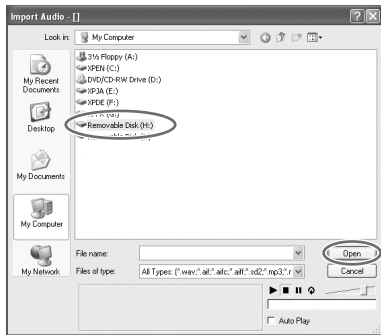 Import Audio - []
Look in:
My Computer
3½ Floppy (A:)
XPEN (C:)
DVD/CD-RW Drive (D:)
XPJA (E:)
XPDE (F:)
(G:)
Removable Disk (H:)
My Recent
Documents
Desktop
My Documents
My Computer
My Network
File name:
Open
Files of type:
All Types: (*.wav;*.aif;*.aifc;*.aiff;*.sd2;*.mp3;*.r
Cancel
Auto Play